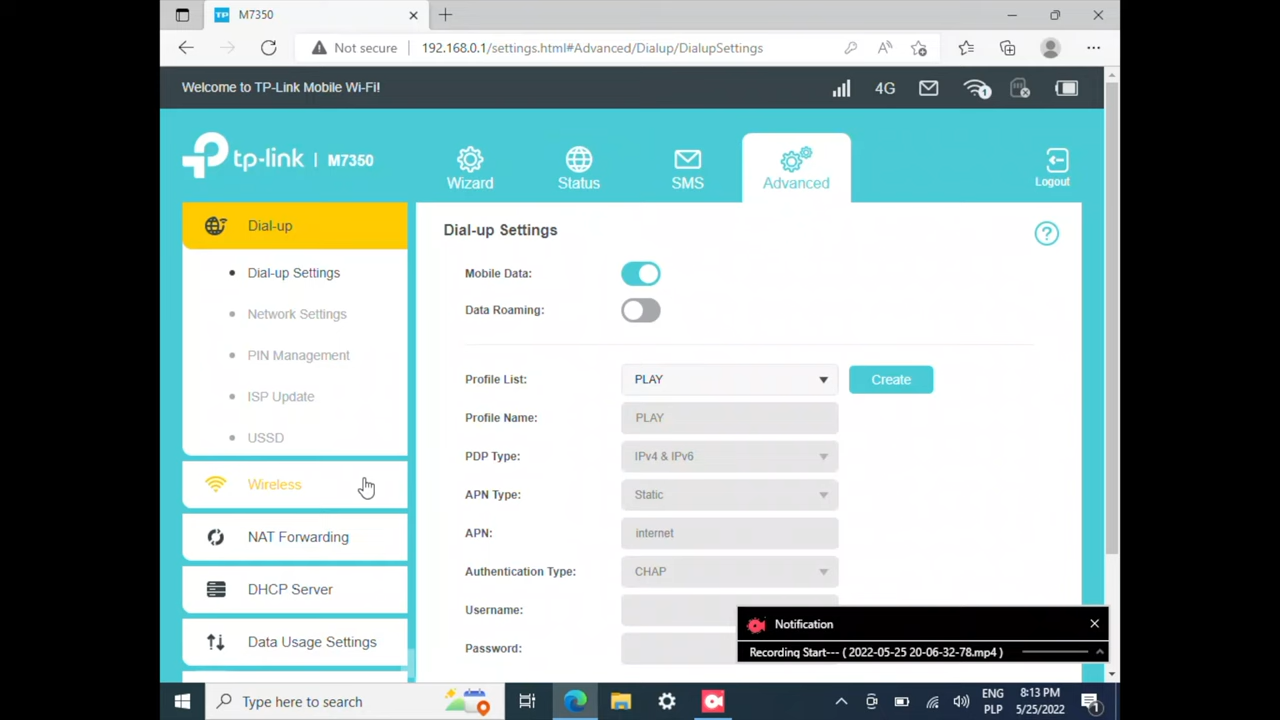 M7350
Not secure
192.168.0.1/settings.html#Advanced/Dialup/DialupSettings
Welcome to TP-Link Mobile Wi-Fi!
4G
1
tp-link | M7350
Wizard
Status
SMS
Advanced
Logout
Dial-up
Dial-up Settings
Network Settings
PIN Management
ISP Update
USSD
Wireless
NAT Forwarding
DHCP Server
Data Usage Settings
Dial-up Settings
?
Mobile Data:
Data Roaming:
Profile List: PLAY Create
Profile Name: PLAY
PDP Type: IPv4 & IPv6
APN Type: Static
APN: internet
Authentication Type: CHAP
Username:
Password:
Notification
Recording Start--- ( 2022-05-25 20-06-32-78.mp4 )
Type here to search
ENG
PLP
8:13 PM
5/25/2022
1